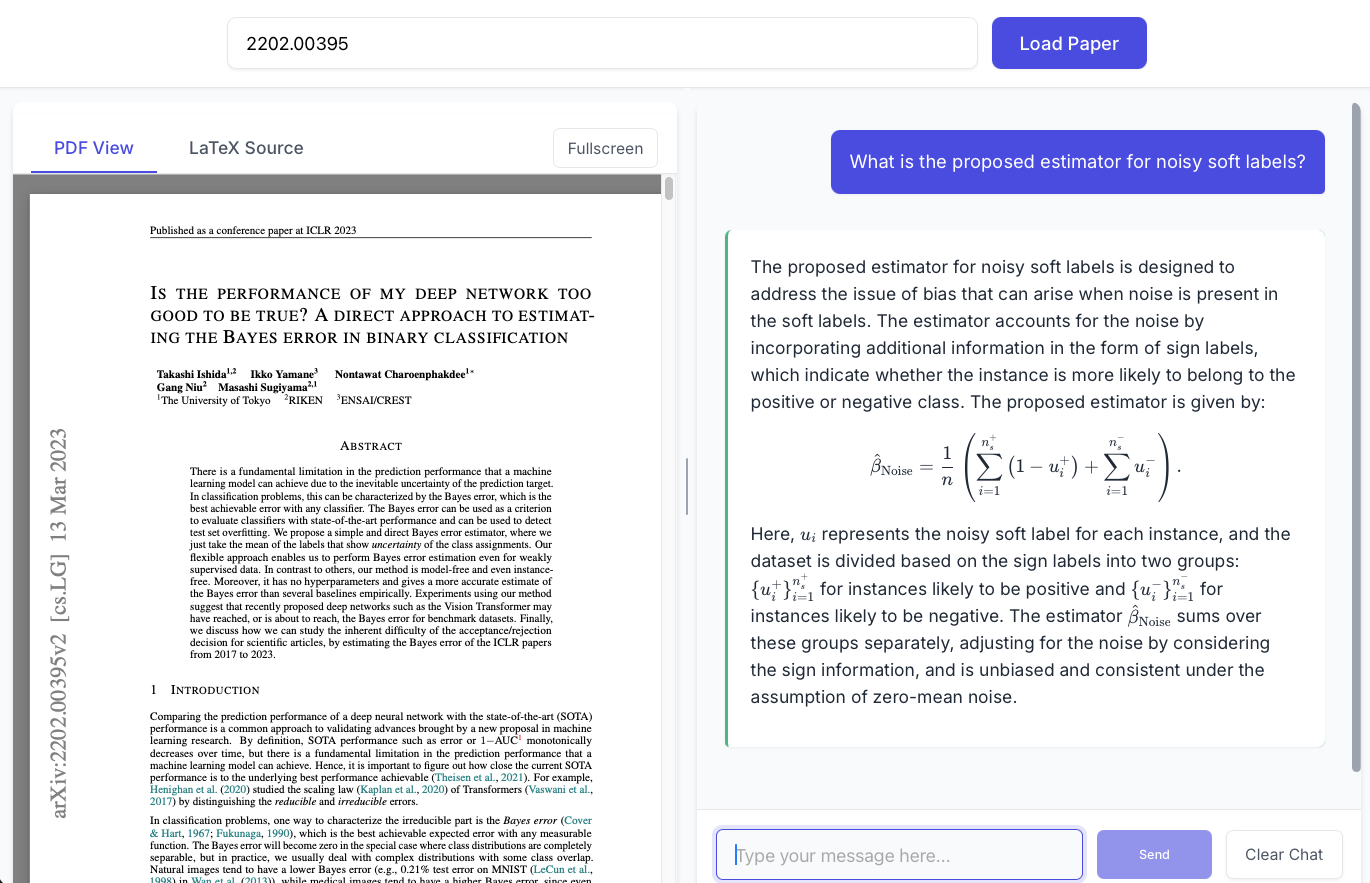 2202.00395
Load Paper
PDF View
LaTeX Source
Fullscreen
Published as a conference paper at ICLR 2023
IS THE PERFORMANCE OF MY DEEP NETWORK TOO
GOOD TO BE TRUE? A DIRECT APPROACH TO ESTIMAT-
ING THE BAYES ERROR IN BINARY CLASSIFICATION
Takashi Ishida1,2 Ikko Yamane3 Nontawat Charoenphakdee1*
Gang Niu2 Masashi Sugiyama2,1
1The University of Tokyo 2RIKEN 3ENSAI/CREST
arXiv:2202.00395v2 [cs.LG] 13 Mar 2023
ABSTRACT
There is a fundamental limitation in the prediction performance that a machine
learning model can achieve due to the inevitable uncertainty of the prediction target.
In classification problems, this can be characterized by the Bayes error, which is the
best achievable error with any classifier. The Bayes error can be used as a criterion
to evaluate classifiers with state-of-the-art performance and can be used to detect
test set overfitting. We propose a simple and direct Bayes error estimator, where we
just take the mean of the labels that show uncertainty of the class assignments. Our
flexible approach enables us to perform Bayes error estimation even for weakly
supervised data. In contrast to others, our method is model-free and even instance-
free. Moreover, it has no hyperparameters and gives a more accurate estimate of
the Bayes error than several baselines empirically. Experiments using our method
suggest that recently proposed deep networks such as the Vision Transformer may
have reached, or is about to reach, the Bayes error for benchmark datasets. Finally,
we discuss how we can study the inherent difficulty of the acceptance/rejection
decision for scientific articles, by estimating the Bayes error of the ICLR papers
from 2017 to 2023.
1 INTRODUCTION
Comparing the prediction performance of a deep neural network with the state-of-the-art (SOTA)
performance is a common approach to validating advances brought by a new proposal in machine
learning research. By definition, SOTA performance such as error or 1−AUC1 monotonically
decreases over time, but there is a fundamental limitation in the prediction performance that a
machine learning model can achieve. Hence, it is important to figure out how close the current SOTA
performance is to the underlying best performance achievable (Theisen et al., 2021). For example,
Henighan et al. (2020) studied the scaling law (Kaplan et al., 2020) of Transformers (Vaswani et al.,
2017) by distinguishing the reducible and irreducible errors.
In classification problems, one way to characterize the irreducible part is the Bayes error (Cover
& Hart, 1967; Fukunaga, 1990), which is the best achievable expected error with any measurable
function. The Bayes error will become zero in the special case where class distributions are completely
separable, but in practice, we usually deal with complex distributions with some class overlap.
Natural images tend to have a lower Bayes error (e.g., 0.21% test error on MNIST (LeCun et al.,
1998) in Wan et al. (2013)), while medical images tend to have a higher Bayes error, since even
What is the proposed estimator for noisy soft labels?
The proposed estimator for noisy soft labels is designed to
address the issue of bias that can arise when noise is present in
the soft labels. The estimator accounts for the noise by
incorporating additional information in the form of sign labels,
which indicate whether the instance is more likely to belong to the
positive or negative class. The proposed estimator is given by:
β̂Noise = 1/n (∑_{i=1}^{n_s^+} (1 − u_i^+) + ∑_{i=1}^{n_s^-} u_i^-) .
Here, u_i represents the noisy soft label for each instance, and the
dataset is divided based on the sign labels into two groups:
{u_i^+}_{i=1}^{n_s^+} for instances likely to be positive and {u_i^-}_{i=1}^{n_s^-} for
instances likely to be negative. The estimator β̂Noise sums over
these groups separately, adjusting for the noise by considering
the sign information, and is unbiased and consistent under the
assumption of zero-mean noise.
Type your message here...
Send
Clear Chat